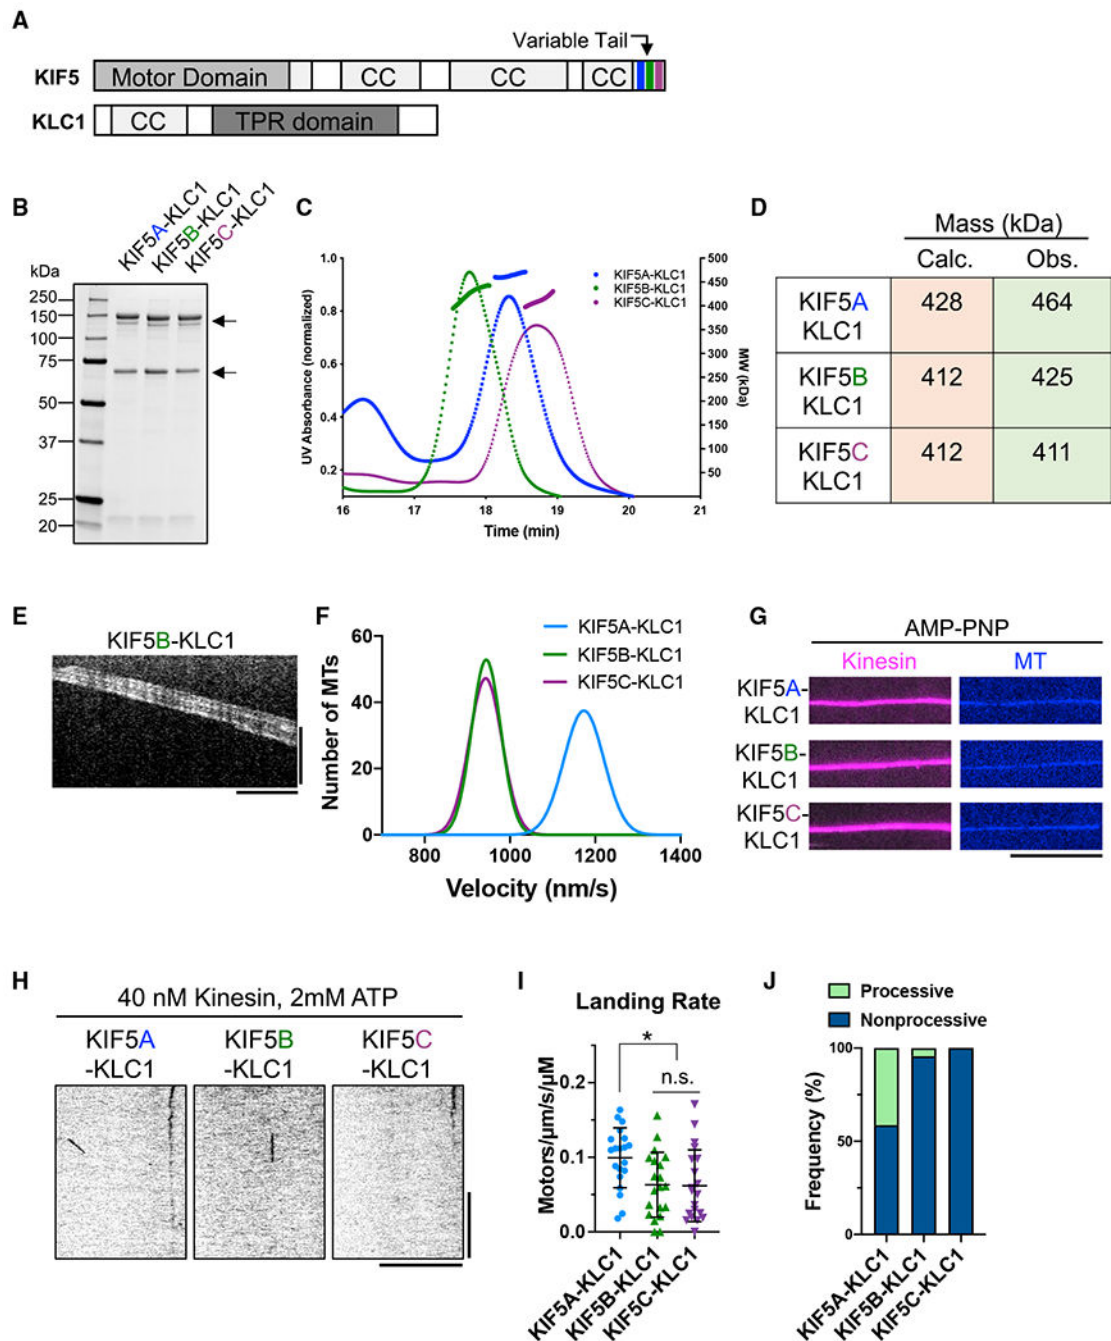 A
Variable Tail
KIF5
Motor Domain CC CC CC
KLC1
CC TPR domain
B
KIF5A-KLC1
KIF5B-KLC1
KIF5C-KLC1
kDa
250
150
100
75
50
37
25
20
C
UV Absorbance (normalized)
1.0
0.8
0.6
0.4
0.2
KIF5A-KLC1
KIF5B-KLC1
KIF5C-KLC1
500
450
400
350
300
250
200
150
100
50
MW (kDa)
16 17 18 19 20 21
Time (min)
D
Mass (kDa)
Calc. Obs.
KIF5A
KLC1
428 464
KIF5B
KLC1
412 425
KIF5C
KLC1
412 411
E
KIF5B-KLC1
F
KIF5A-KLC1
KIF5B-KLC1
KIF5C-KLC1
Number of MTs
60
40
20
0
800 1000 1200 1400
Velocity (nm/s)
G
AMP-PNP
Kinesin MT
KIF5A-
KLC1
KIF5B-
KLC1
KIF5C-
KLC1
H
40 nM Kinesin, 2mM ATP
KIF5A
-KLC1
KIF5B
-KLC1
KIF5C
-KLC1
I
Landing Rate
*
n.s.
Motors/µm/s/µM
0.2
0.1
0.0
KIF5A-KLC1
KIF5B-KLC1
KIF5C-KLC1
J
Processive
Nonprocessive
Frequency (%)
100
50
0
KIF5A-KLC1
KIF5B-KLC1
KIF5C-KLC1